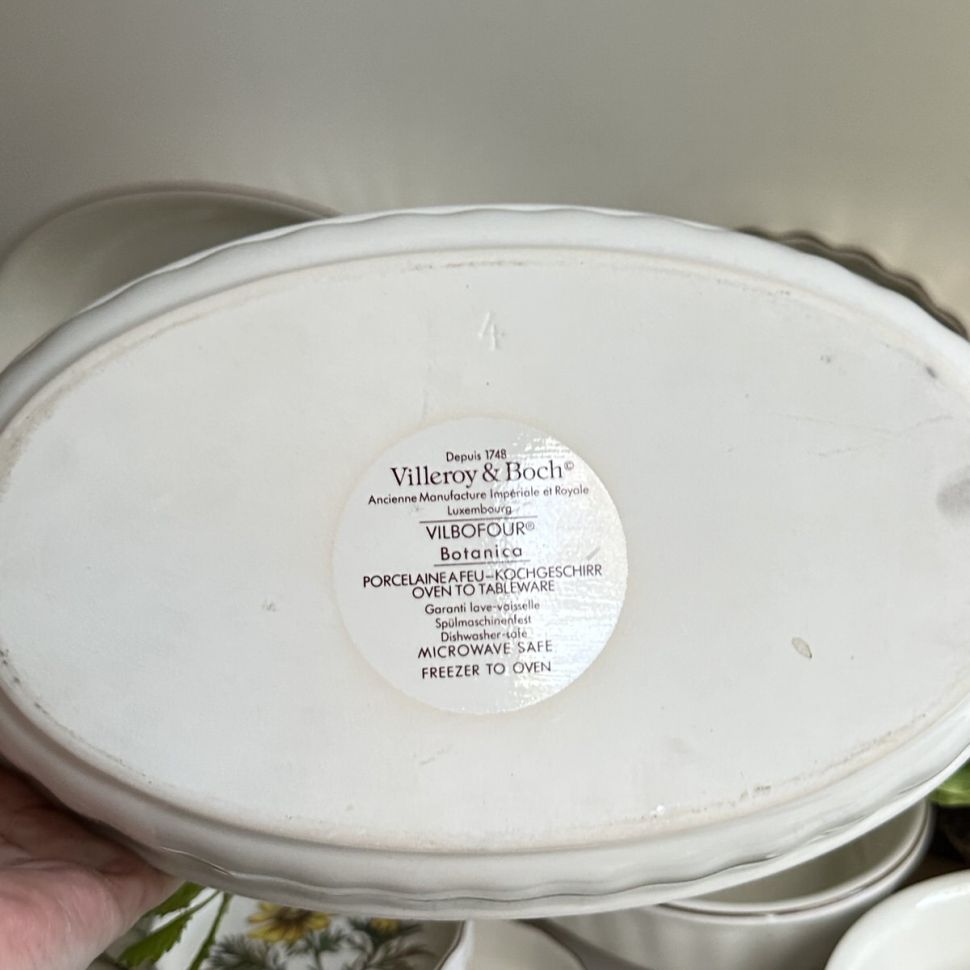 4
Depuis 1748
Villeroy & Boch©
Ancienne Manufacture Impériale et Royale
Luxembourg
VILBOFOUR®
Botanica
PORCELAINE A FEU–KOCHGESCHIRR
OVEN TO TABLEWARE
Garanti lave-vaisselle
Spülmaschinenfest
Dishwasher-safe
MICROWAVE SAFE
FREEZER TO OVEN